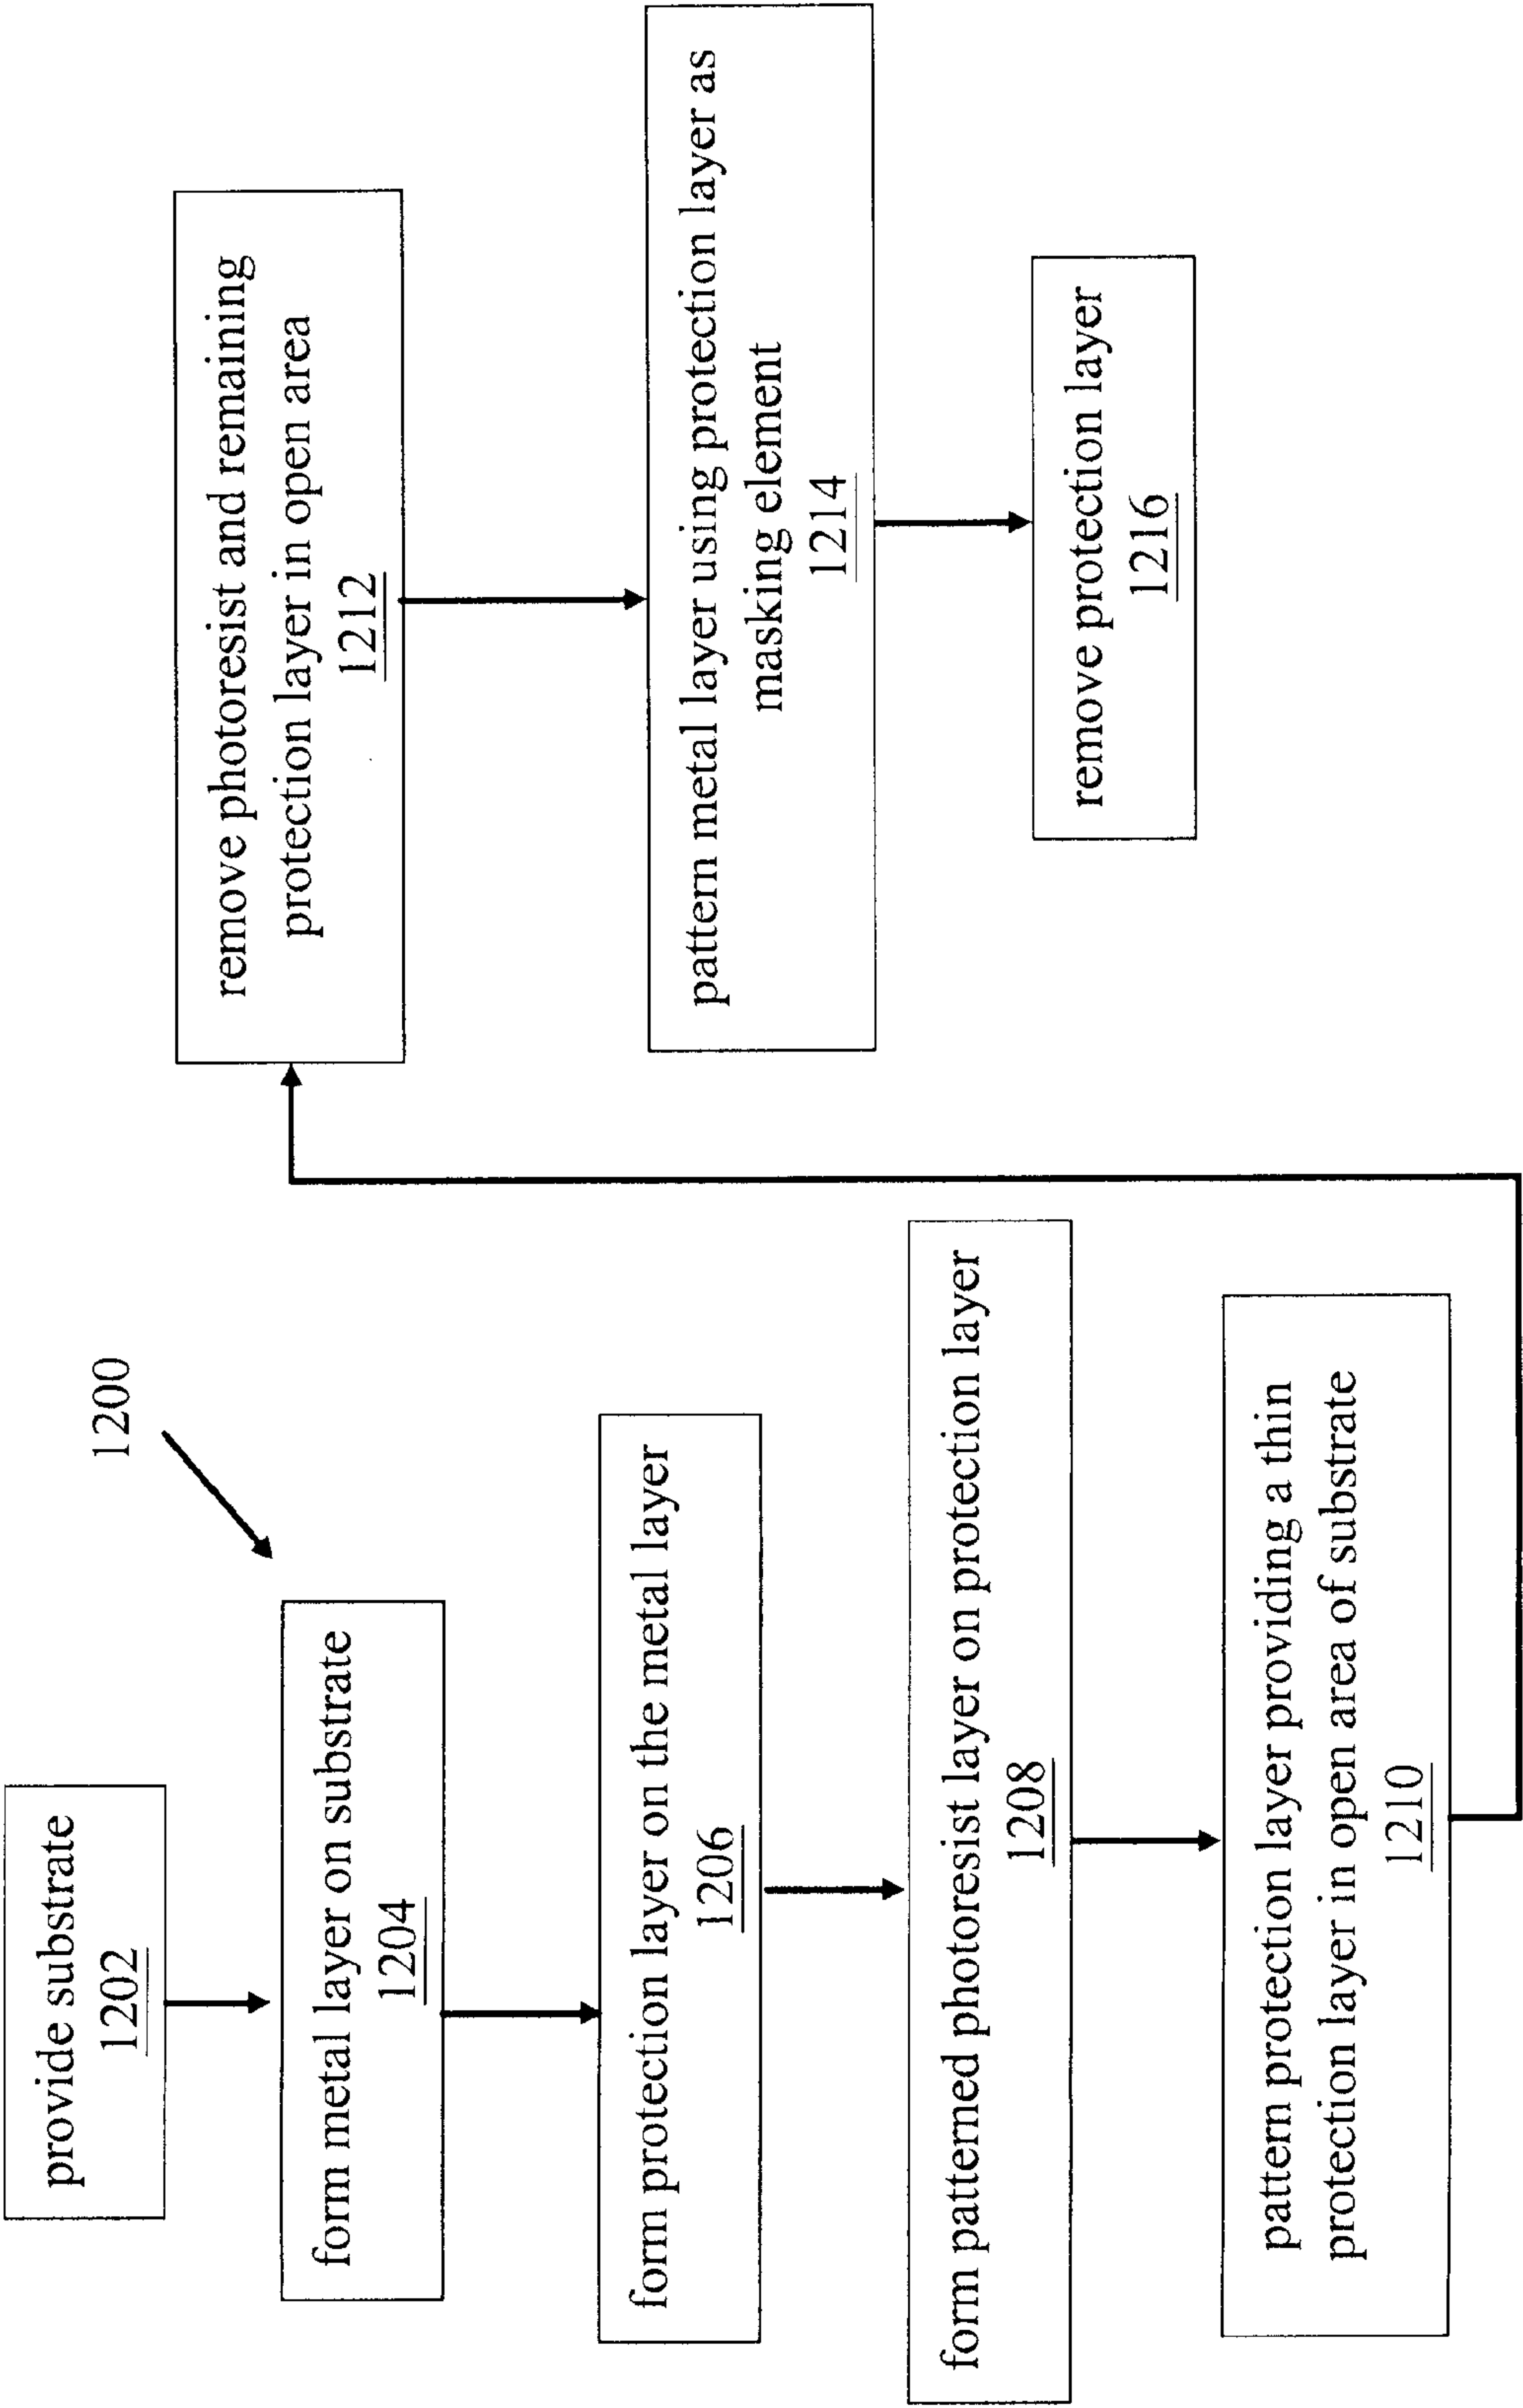 1200
provide substrate
1202
form metal layer on substrate
1204
form protection layer on the metal layer
1206
form patterned photoresist layer on protection layer
1208
pattern protection layer providing a thin
protection layer in open area of substrate
1210
remove photoresist and remaining
protection layer in open area
1212
pattern metal layer using protection layer as
masking element
1214
remove protection layer
1216